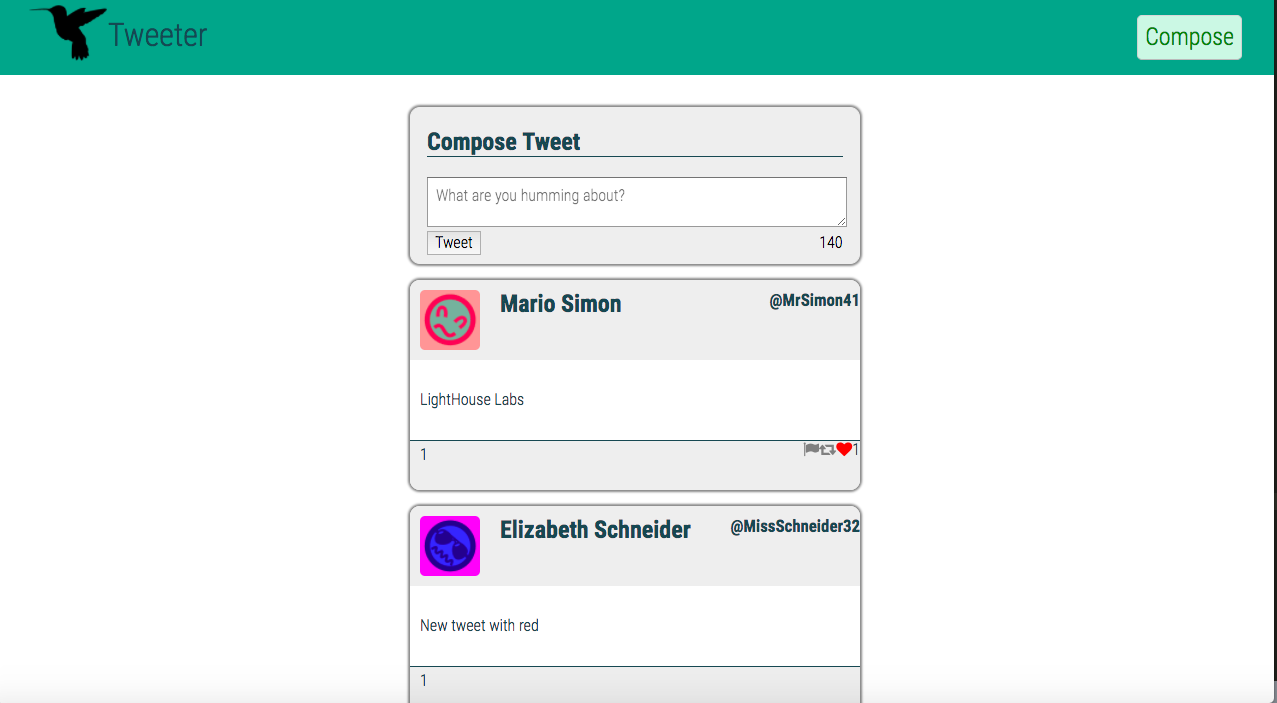 Tweeter
Compose
Compose Tweet
What are you humming about?
Tweet 140
Mario Simon @MrSimon41
LightHouse Labs
1 1
Elizabeth Schneider @MissSchneider32
New tweet with red
1